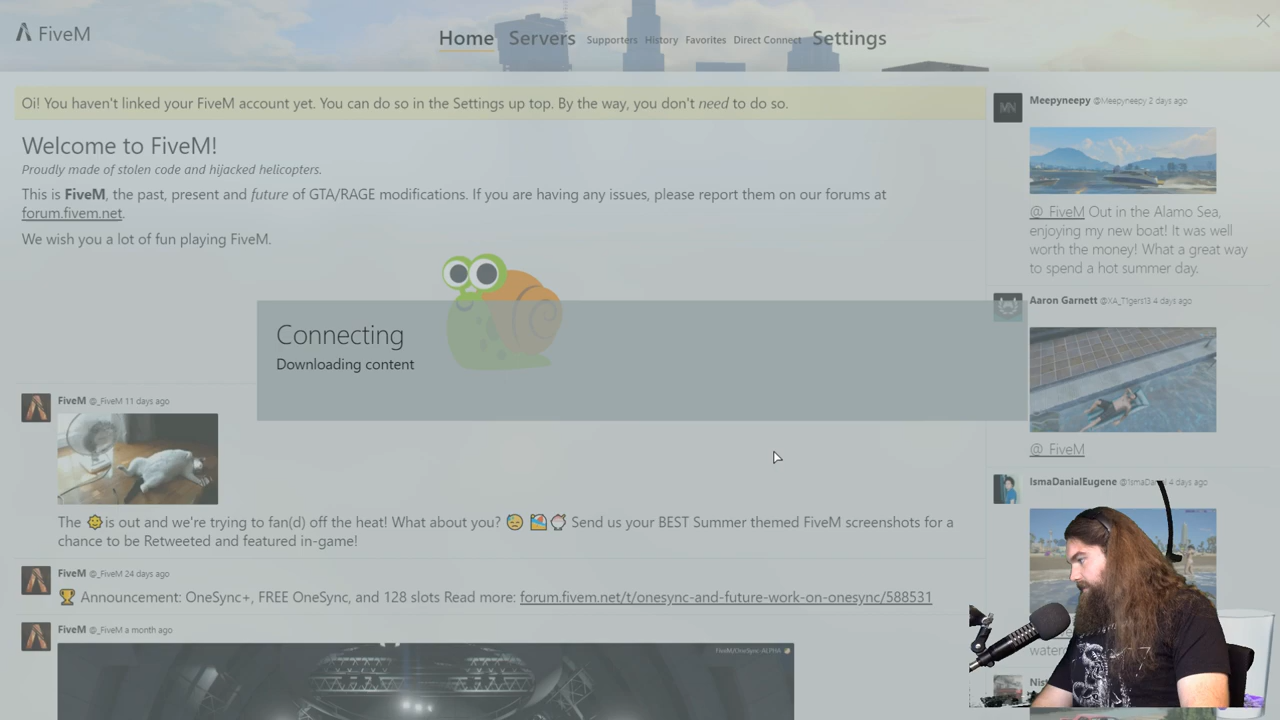 FiveM
Home Servers Supporters History Favorites Direct Connect Settings
Oi! You haven't linked your FiveM account yet. You can do so in the Settings up top. By the way, you don't need to do so.
Welcome to FiveM!
Proudly made of stolen code and hijacked helicopters.
This is FiveM, the past, present and future of GTA/RAGE modifications. If you are having any issues, please report them on our forums at
forum.fivem.net.
We wish you a lot of fun playing FiveM.
Connecting
Downloading content
FiveM @_FiveM 11 days ago
The 🌞is out and we're trying to fan(d) off the heat! What about you? 😓 🏖 🍧 Send us your BEST Summer themed FiveM screenshots for a
chance to be Retweeted and featured in-game!
FiveM @_FiveM 24 days ago
🏆 Announcement: OneSync+, FREE OneSync, and 128 slots Read more: forum.fivem.net/t/onesync-and-future-work-on-onesync/588531
FiveM @_FiveM a month ago
FiveM/OneSync ALPHA
MN
Meepyneepy @Meepyneepy 2 days ago
@_FiveM Out in the Alamo Sea,
enjoying my new boat! It was well
worth the money! What a great way
to spend a hot summer day.
Aaron Garnett @XA_T1gers13 4 days ago
@_FiveM
IsmaDanialEugene 4 days ago